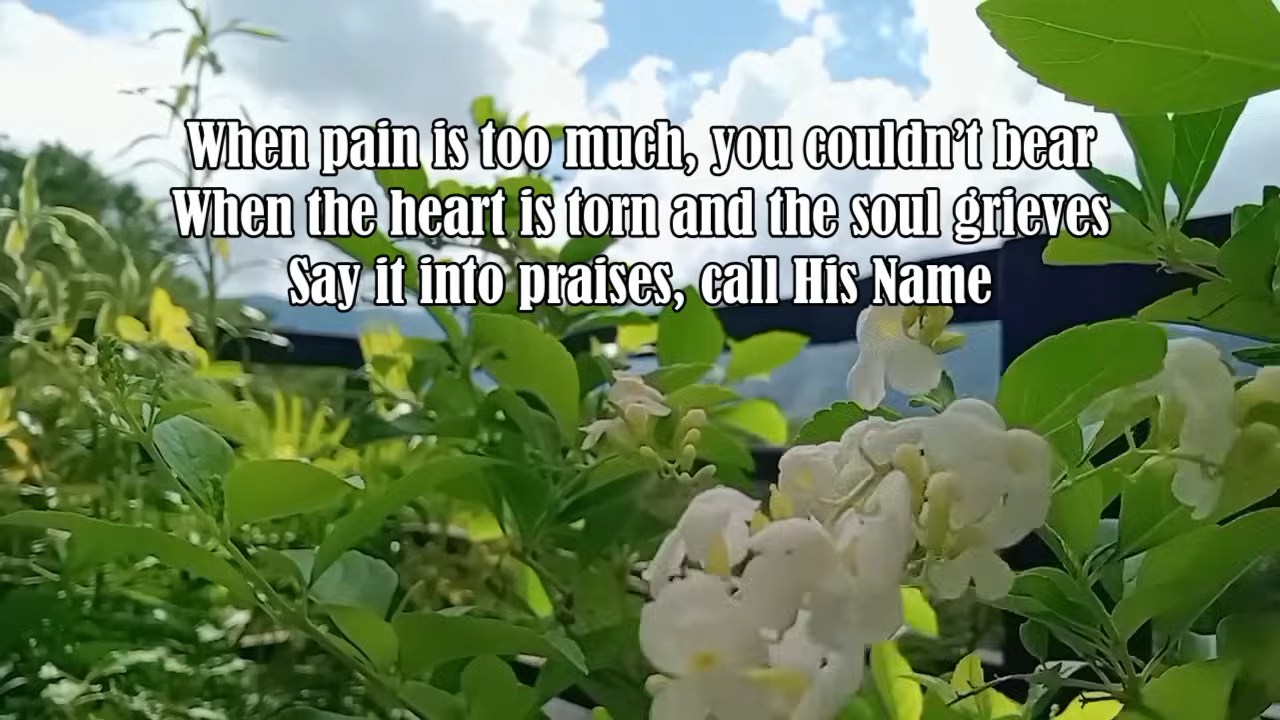 When pain is too much, you couldn’t bear
When the heart is torn and the soul grieves
Say it into praises, call His Name